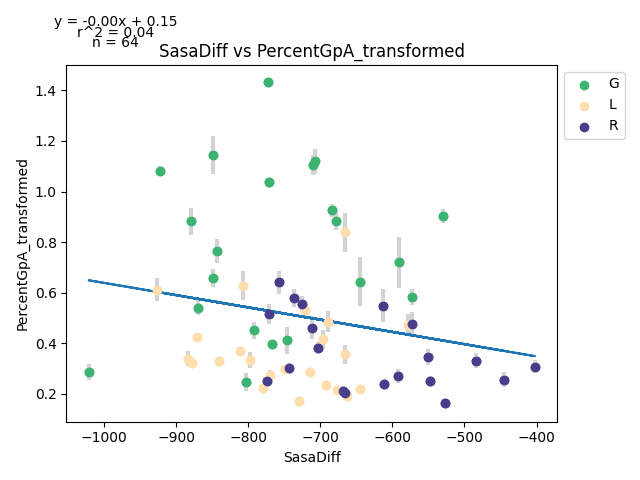 y = -0.00x + 0.15
r^2 = 0.04
n = 64
SasaDiff vs PercentGpA_transformed
G
L
R
PercentGpA_transformed
1.4
1.2
1.0
0.8
0.6
0.4
0.2
−1000 −900 −800 −700 −600 −500 −400
SasaDiff